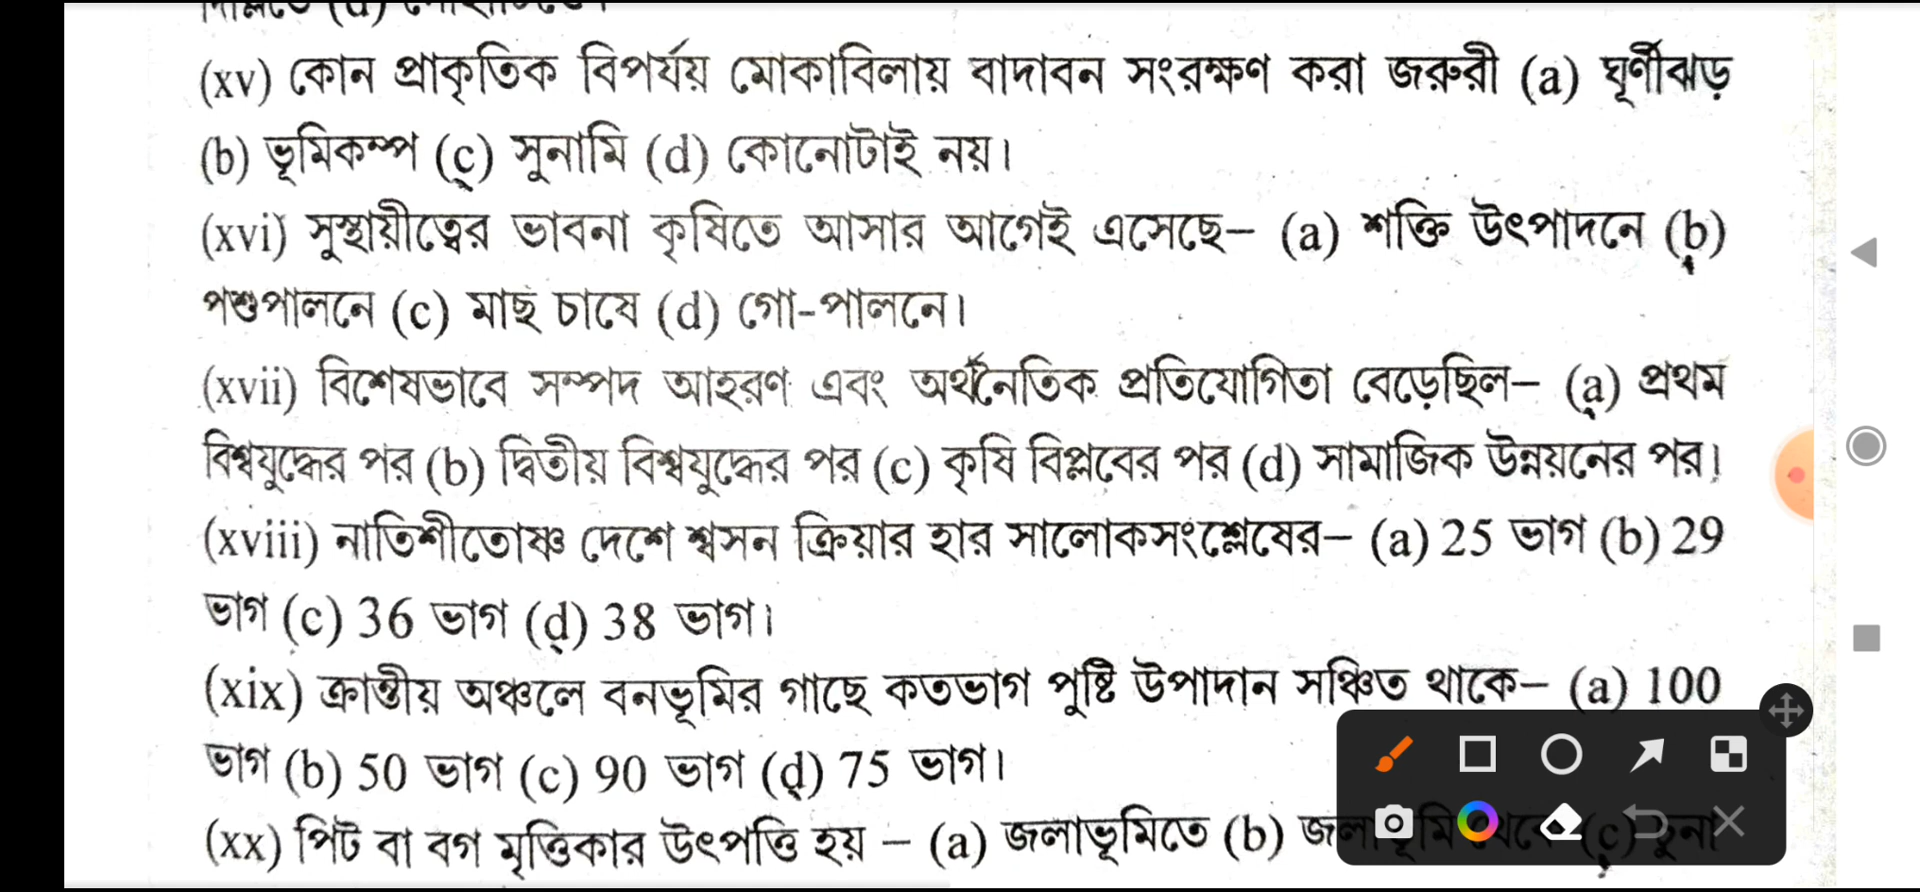 (xv) কোন প্রাকৃতিক বিপর্যয় মোকাবিলায় বাদাবন সংরক্ষণ করা জরুরী (a) ঘূর্ণীঝড়
(b) ভূমিকম্প (c) সুনামি (d) কোনোটাই নয়।
(xvi) সুস্থায়ীত্বের ভাবনা কৃষিতে আসার আগেই এসেছে– (a) শক্তি উৎপাদনে (b)
পশুপালনে (c) মাছ চাষে (d) গো-পালনে।
(xvii) বিশেষভাবে সম্পদ আহরণ এবং অর্থনৈতিক প্রতিযোগিতা বেড়েছিল– (a) প্রথম
বিশ্বযুদ্ধের পর (b) দ্বিতীয় বিশ্বযুদ্ধের পর (c) কৃষি বিপ্লবের পর (d) সামাজিক উন্নয়নের পর।
(xviii) নাতিশীতোষ্ণ দেশে শ্বসন ক্রিয়ার হার সালোকসংশ্লেষের– (a) 25 ভাগ (b) 29
ভাগ (c) 36 ভাগ (d) 38 ভাগ।
(xix) ক্রান্তীয় অঞ্চলে বনভূমির গাছে কতভাগ পুষ্টি উপাদান সঞ্চিত থাকে– (a) 100
ভাগ (b) 50 ভাগ (c) 90 ভাগ (d) 75 ভাগ।
(xx) পিট বা বগ মৃত্তিকার উৎপত্তি হয় – (a) জলাভূমিতে (b)